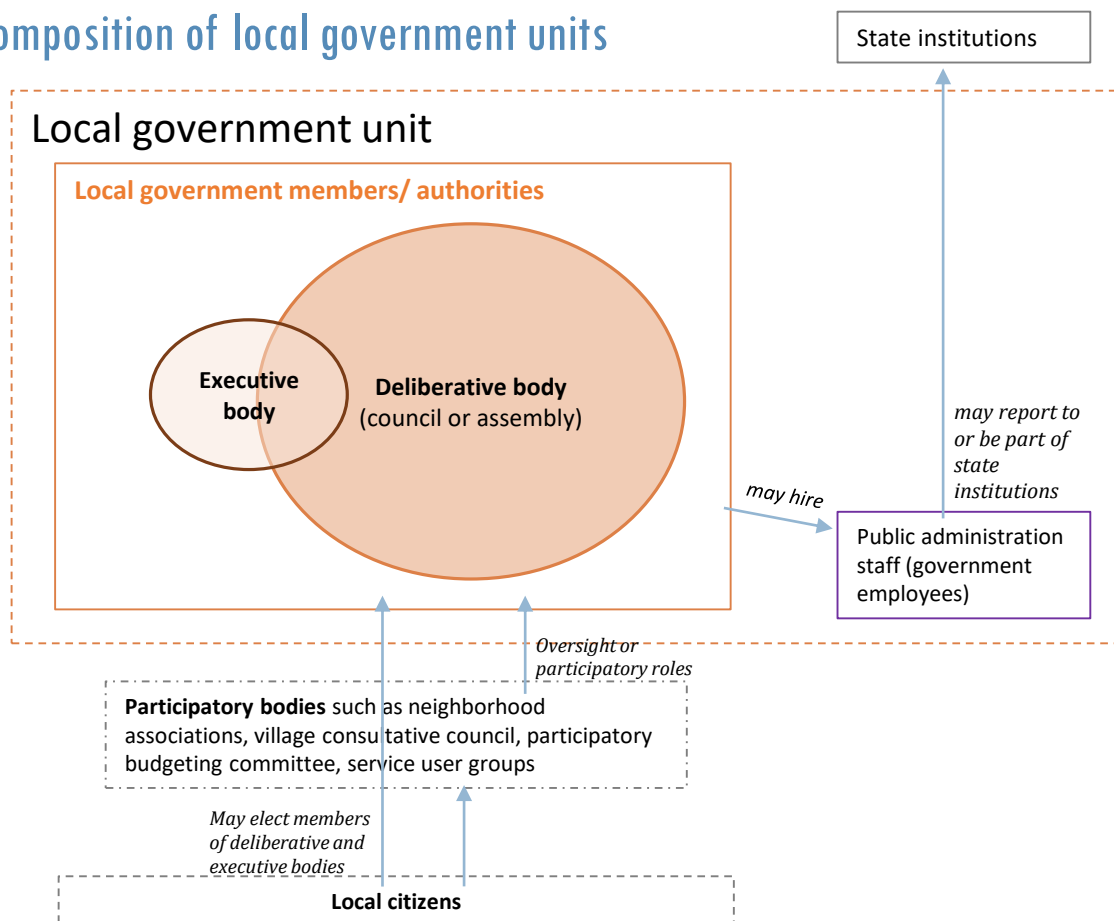 omposition of local government units
State institutions
Local government unit
Local government members/ authorities
Executive
body
Deliberative body
(council or assembly)
may report to
or be part of
state
institutions
may hire
Public administration
staff (government
employees)
Oversight or
participatory roles
Participatory bodies such as neighborhood
associations, village consultative council, participatory
budgeting committee, service user groups
May elect members
of deliberative and
executive bodies
Local citizens